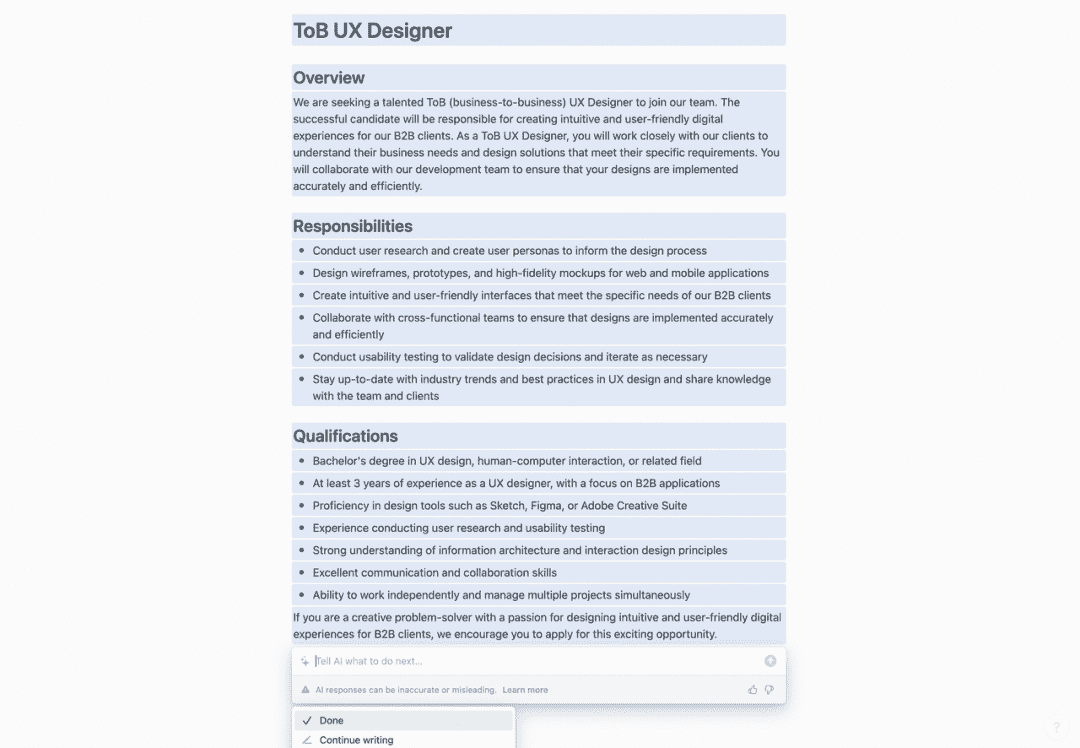 ToB UX Designer
Overview
We are seeking a talented ToB (business-to-business) UX Designer to join our team. The
successful candidate will be responsible for creating intuitive and user-friendly digital
experiences for our B2B clients. As a ToB UX Designer, you will work closely with our clients to
understand their business needs and design solutions that meet their specific requirements. You
will collaborate with our development team to ensure that your designs are implemented
accurately and efficiently.
Responsibilities
• Conduct user research and create user personas to inform the design process
• Design wireframes, prototypes, and high-fidelity mockups for web and mobile applications
• Create intuitive and user-friendly interfaces that meet the specific needs of our B2B clients
• Collaborate with cross-functional teams to ensure that designs are implemented accurately
and efficiently
• Conduct usability testing to validate design decisions and iterate as necessary
• Stay up-to-date with industry trends and best practices in UX design and share knowledge
with the team and clients
Qualifications
• Bachelor's degree in UX design, human-computer interaction, or related field
• At least 3 years of experience as a UX designer, with a focus on B2B applications
• Proficiency in design tools such as Sketch, Figma, or Adobe Creative Suite
• Experience conducting user research and usability testing
• Strong understanding of information architecture and interaction design principles
• Excellent communication and collaboration skills
• Ability to work independently and manage multiple projects simultaneously
If you are a creative problem-solver with a passion for designing intuitive and user-friendly digital
experiences for B2B clients, we encourage you to apply for this exciting opportunity.
Tell AI what to do next...
AI responses can be inaccurate or misleading. Learn more
Done
Continue writing
?